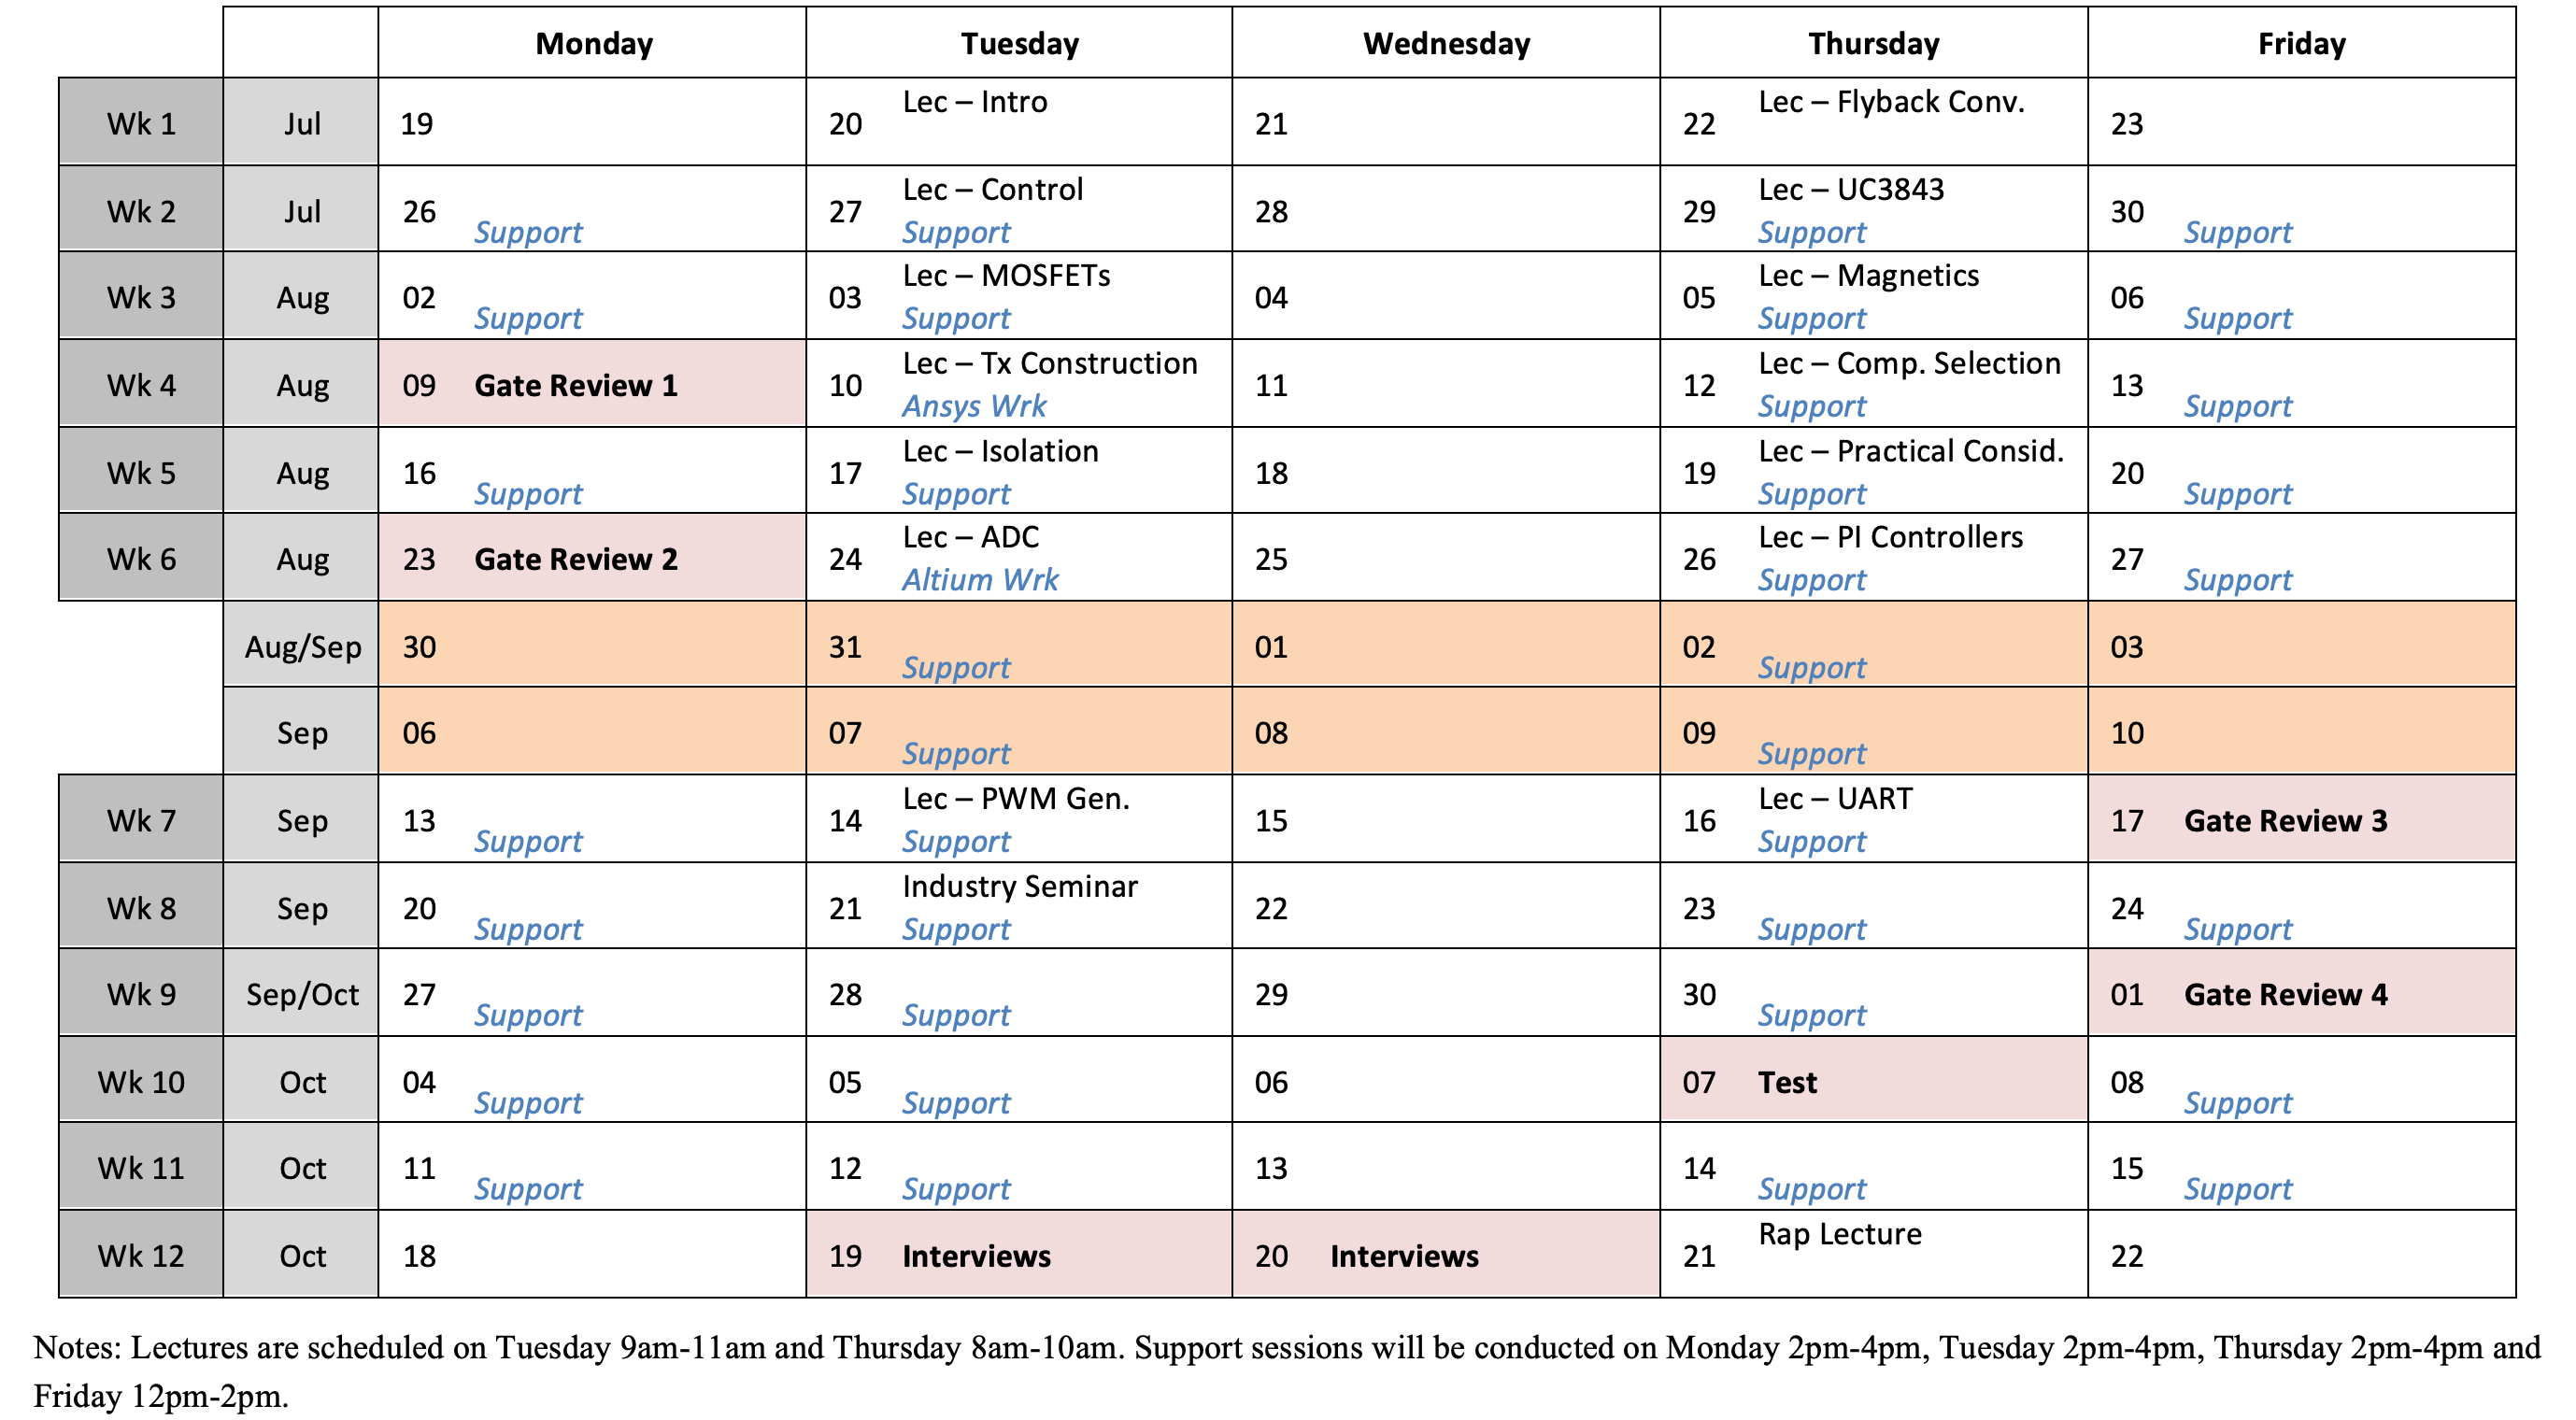 Monday Tuesday Wednesday Thursday Friday
Wk 1 Jul 19 20 Lec – Intro 21 22 Lec – Flyback Conv. 23
Wk 2 Jul 26 Support 27 Lec – Control Support 28 29 Lec – UC3843 Support 30 Support
Wk 3 Aug 02 Support 03 Lec – MOSFETs Support 04 05 Lec – Magnetics Support 06 Support
Wk 4 Aug 09 Gate Review 1 10 Lec – Tx Construction Ansys Wrk 11 12 Lec – Comp. Selection Support 13 Support
Wk 5 Aug 16 Support 17 Lec – Isolation Support 18 19 Lec – Practical Consid. Support 20 Support
Wk 6 Aug 23 Gate Review 2 24 Lec – ADC Altium Wrk 25 26 Lec – PI Controllers Support 27 Support
Aug/Sep 30 31 Support 01 02 Support 03
Sep 06 07 Support 08 09 Support 10
Wk 7 Sep 13 Support 14 Lec – PWM Gen. Support 15 16 Lec – UART Support 17 Gate Review 3
Wk 8 Sep 20 Support 21 Industry Seminar Support 22 23 Support 24 Support
Wk 9 Sep/Oct 27 Support 28 Support 29 30 Support 01 Gate Review 4
Wk 10 Oct 04 Support 05 Support 06 07 Test 08 Support
Wk 11 Oct 11 Support 12 Support 13 14 Support 15 Support
Wk 12 Oct 18 19 Interviews 20 Interviews 21 Rap Lecture 22
Notes: Lectures are scheduled on Tuesday 9am-11am and Thursday 8am-10am. Support sessions will be conducted on Monday 2pm-4pm, Tuesday 2pm-4pm, Thursday 2pm-4pm and
Friday 12pm-2pm.